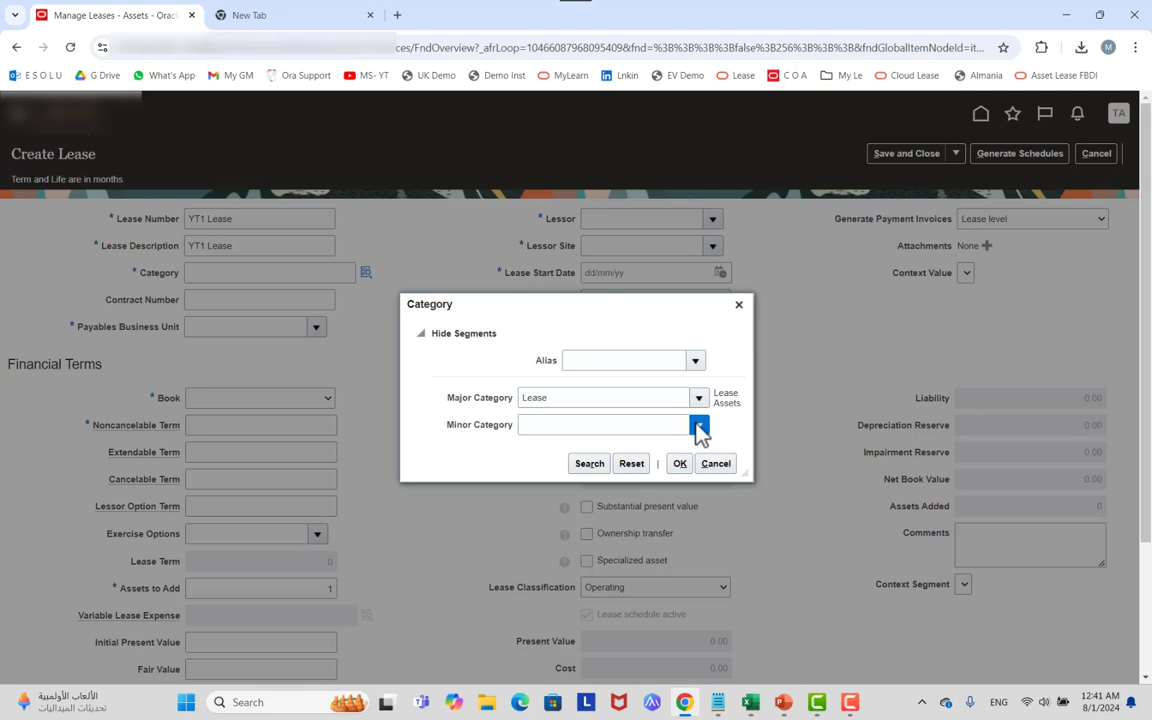 Manage Leases - Assets - Orac
New Tab
ces/FndOverview?_afrLoop=1046608796809540​9&fnd=%3B%3B%3B%3Bfalse%3B256%3B%3B%3B&fndGlobalItemNodeId=it...
M
E S O L U
G Drive
What's App
My GM
Ora Support
MS- YT
UK Demo
Demo Inst
MyLearn
Lnkin
EV Demo
Lease
C O A
My Le
Cloud Lease
Almania
Asset Lease FBDI
TA
Create Lease
Save and Close
Generate Schedules
Cancel
Term and Life are in months
* Lease Number YT1 Lease
* Lessor
Generate Payment Invoices Lease level
* Lease Description YT1 Lease
* Lessor Site
Attachments None
* Category
* Lease Start Date dd/mm/yy
Context Value
Contract Number
* Payables Business Unit
Category
Hide Segments
Alias
Major Category Lease
Lease
Assets
Minor Category
Search
Reset
OK
Cancel
Financial Terms
* Book
Liability 0.00
* Noncancelable Term
Depreciation Reserve 0.00
Extendable Term
Impairment Reserve 0.00
Cancelable Term
Net Book Value 0.00
Lessor Option Term
Substantial present value
Assets Added 0
Exercise Options
Ownership transfer
Comments
Lease Term 0
Specialized asset
* Assets to Add 1
Lease Classification Operating
Context Segment
Variable Lease Expense
Lease schedule active
Initial Present Value
Present Value 0.00
Fair Value
Cost 0.00
الألعاب الأولمبية
تحديثات الميداليات
Search
ENG
12:41 AM
8/1/2024